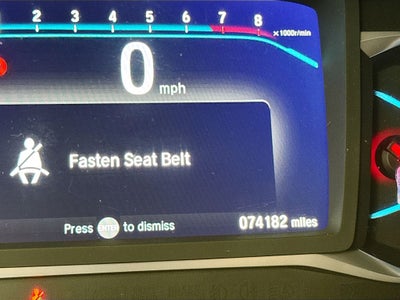 2 3 4 5 6 7 8
x1000r/min
0 mph
Fasten Seat Belt
Press ENTER to dismiss
074182 miles